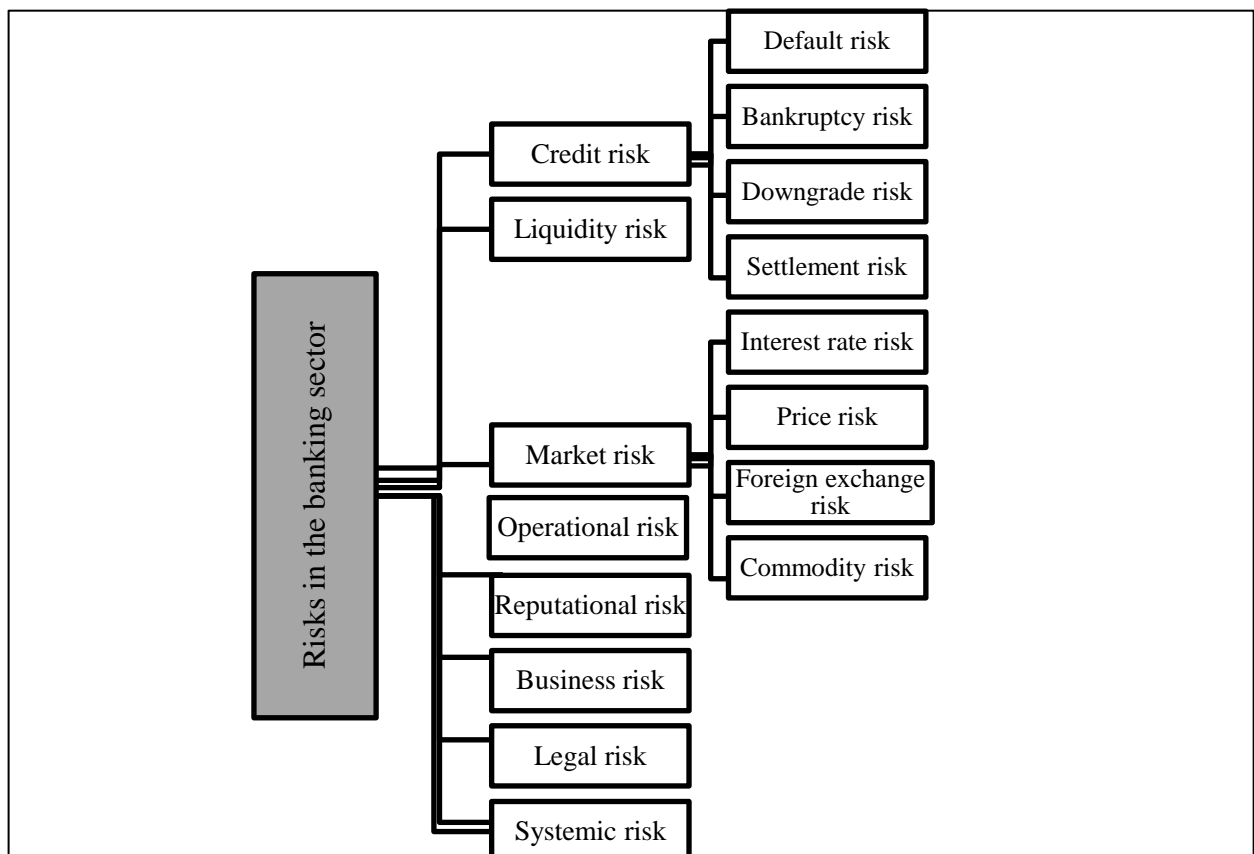 Risks in the banking sector
Credit risk
Liquidity risk
Market risk
Operational risk
Reputational risk
Business risk
Legal risk
Systemic risk
Default risk
Bankruptcy risk
Downgrade risk
Settlement risk
Interest rate risk
Price risk
Foreign exchange
risk
Commodity risk